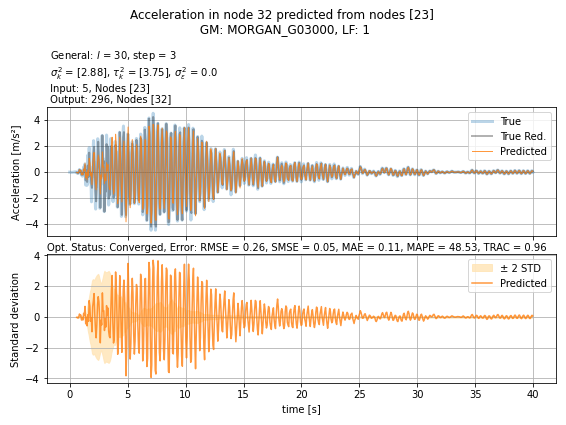 Acceleration in node 32 predicted from nodes [23]
GM: MORGAN_G03000, LF: 1
General: l = 30, step = 3
σ²ₖ = [2.88], τ²ₖ = [3.75], σ²ε = 0.0
Input: 5, Nodes [23]
Output: 296, Nodes [32]
Acceleration [m/s²]
4
2
0
−2
−4
True
True Red.
Predicted
Opt. Status: Converged, Error: RMSE = 0.26, SMSE = 0.05, MAE = 0.11, MAPE = 48.53, TRAC = 0.96
Standard deviation
4
2
0
−2
−4
± 2 STD
Predicted
0 5 10 15 20 25 30 35 40
time [s]